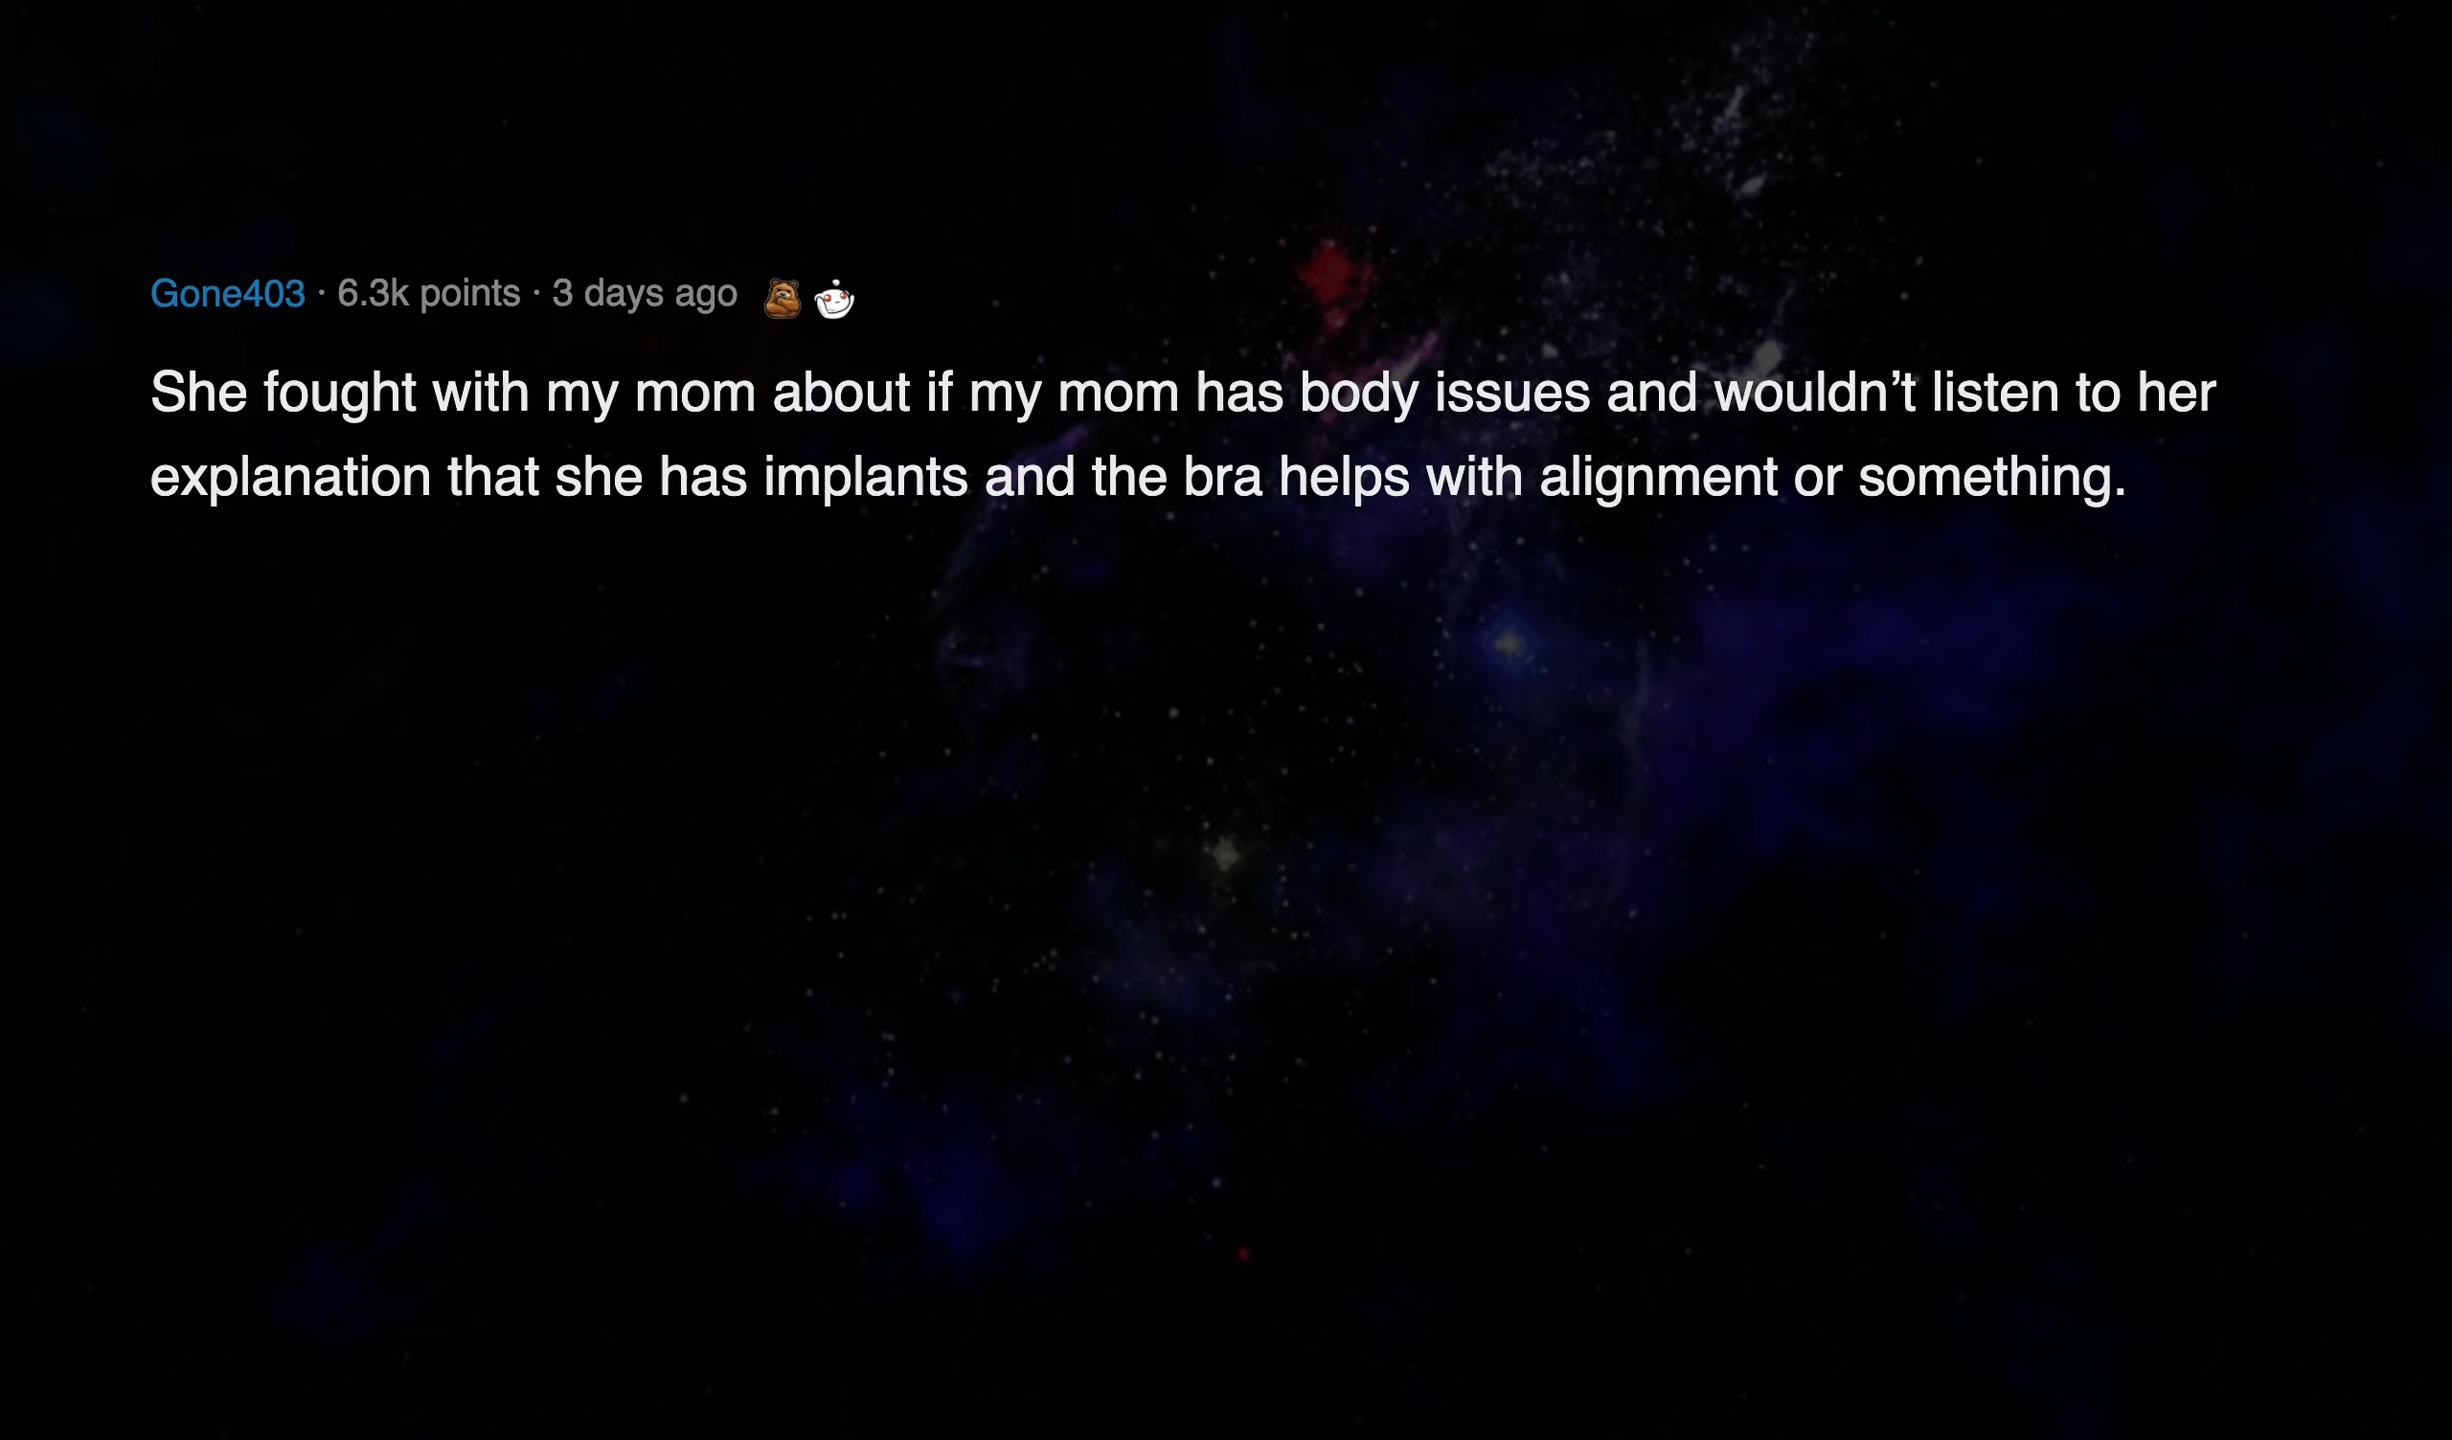 Gone403 · 6.3k points · 3 days ago
She fought with my mom about if my mom has body issues and wouldn’t listen to her
explanation that she has implants and the bra helps with alignment or something.